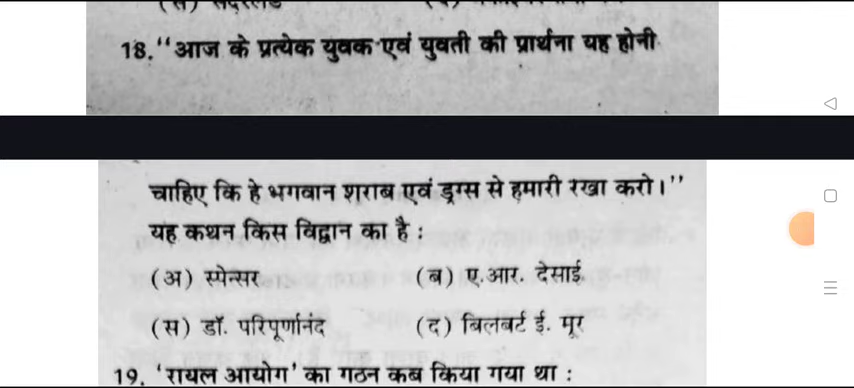 18.''आज के प्रत्येक युवक एवं युवती की प्रार्थना यह होनी
चाहिए कि हे भगवान शराब एवं ड्रग्स से हमारी रखा करो।''
यह कथन किस विद्वान का है :
(अ) स्पेन्सर (ब) ए.आर. देसाई
(स) डॉ. परिपूर्णानंद (द) बिलबर्ट ई. मूर
19. 'रायल आयोग' का गठन कब किया गया था :